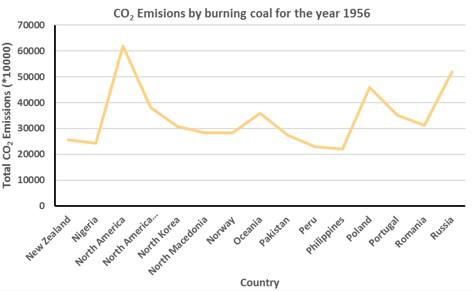 CO2 Emisions by burning coal for the year 1956
Total CO2 Emissions (*10000)
70000
60000
50000
40000
30000
20000
10000
0
New Zealand
Nigeria
North America
North America...
North Korea
North Macedonia
Norway
Oceania
Pakistan
Peru
Philippines
Poland
Portugal
Romania
Russia
Country